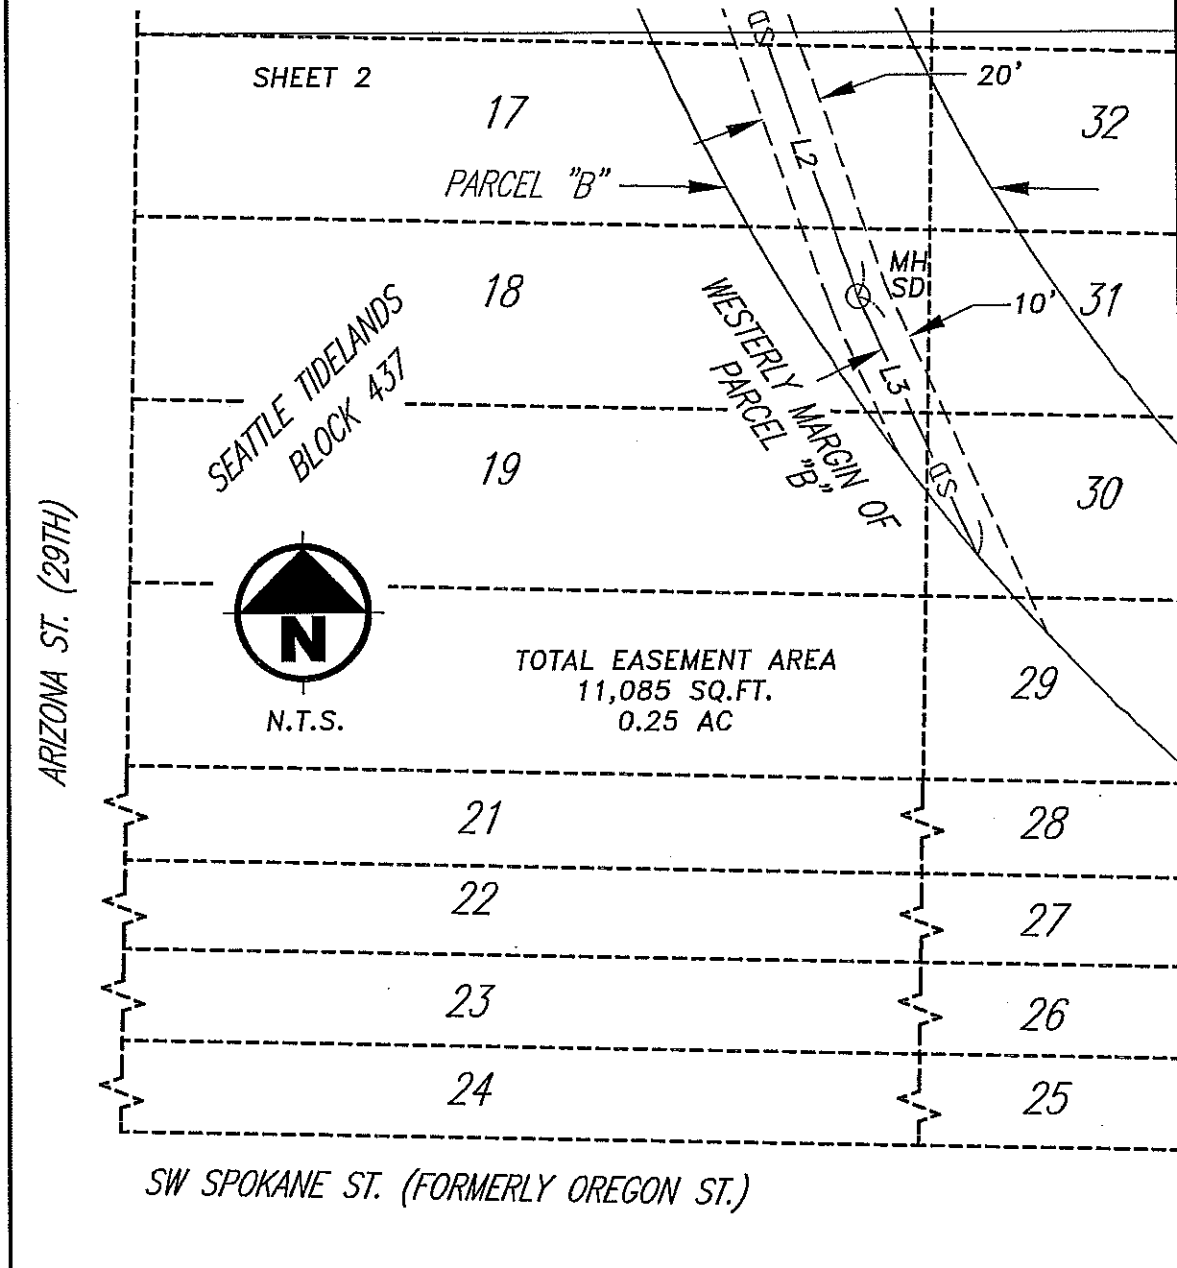 SHEET 2
17
SD
20'
32
L2
PARCEL "B"
18
MH
SD
10'
31
SEATTLE TIDELANDS
BLOCK 437
WESTERLY MARGIN OF
PARCEL "B"
L3
19
SD
30
ARIZONA ST. (29TH)
N
N.T.S.
TOTAL EASEMENT AREA
11,085 SQ.FT.
0.25 AC
29
21
28
22
27
23
26
24
25
SW SPOKANE ST. (FORMERLY OREGON ST.)